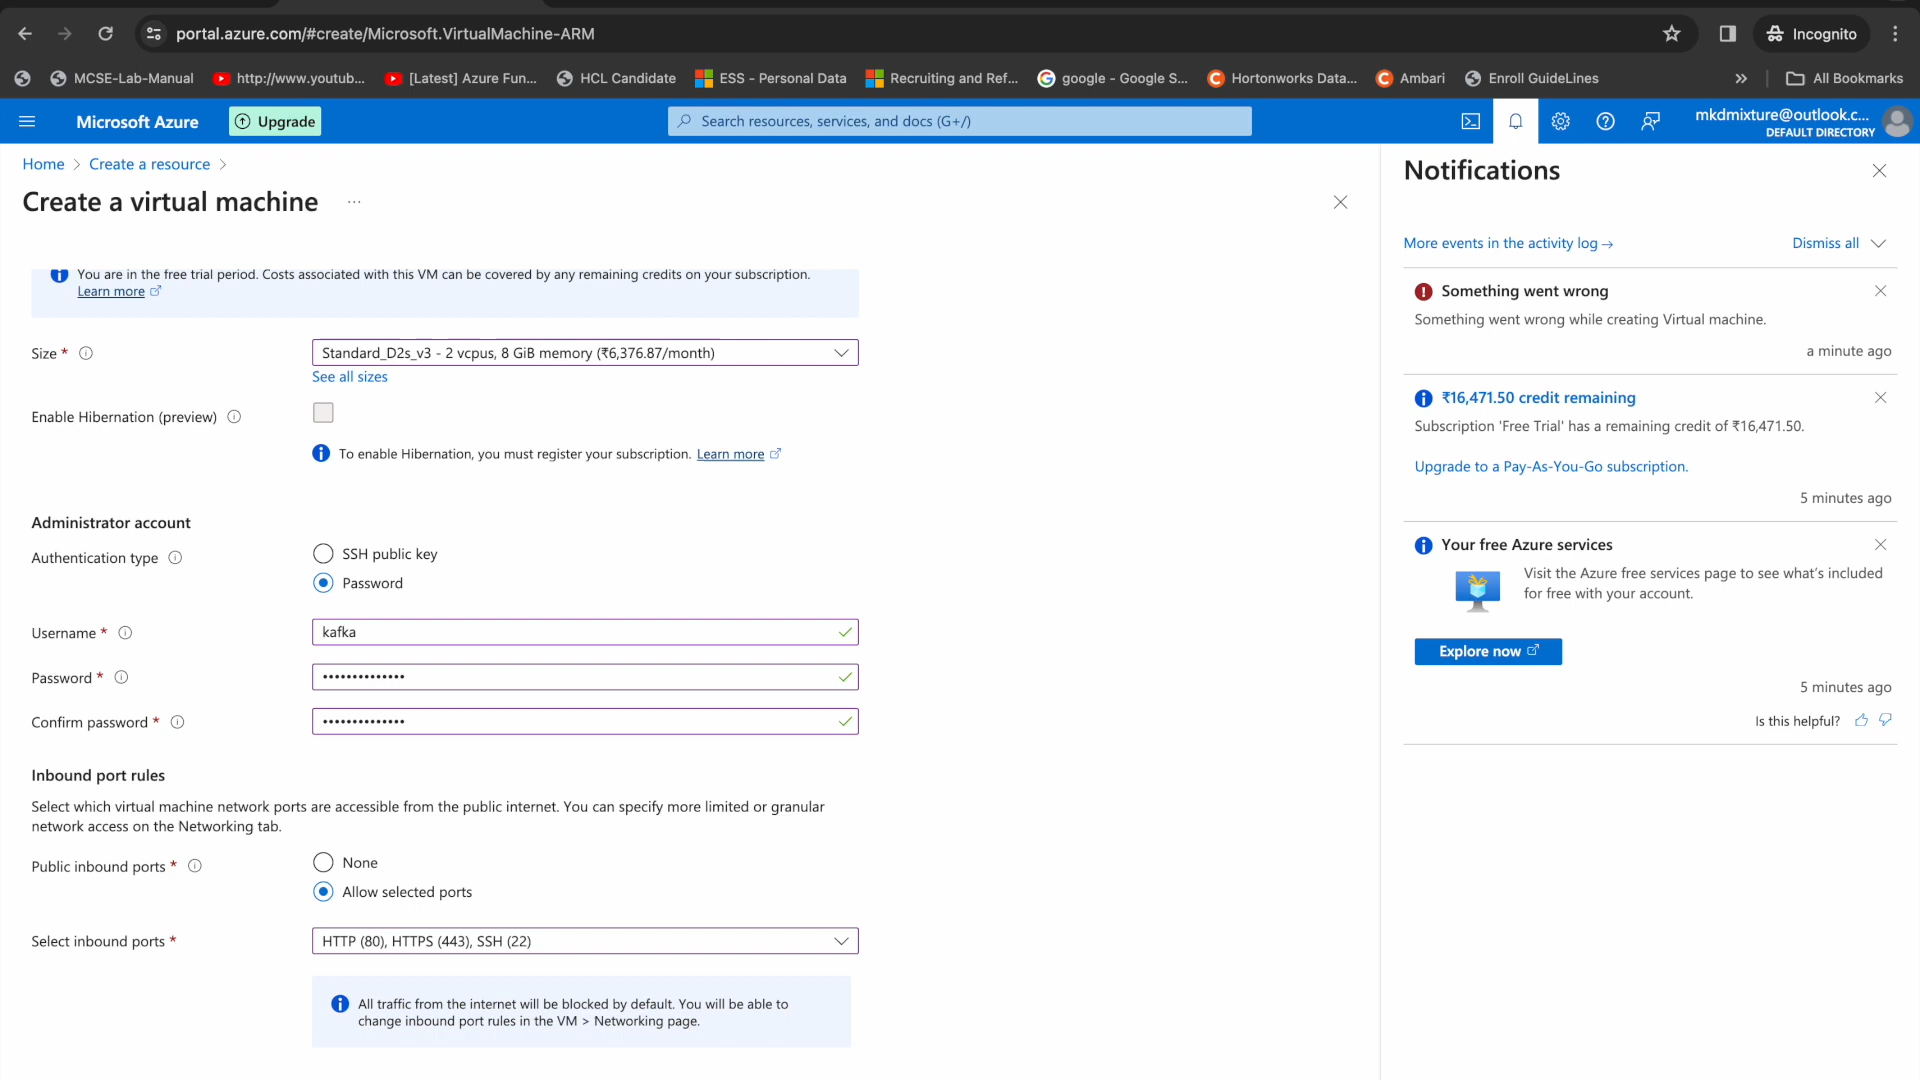 portal.azure.com/#create/Microsoft.VirtualMachine-ARM
Incognito
MCSE-Lab-Manual
http://www.youtub...
[Latest] Azure Fun...
HCL Candidate
ESS - Personal Data
Recruiting and Ref...
google - Google S...
Hortonworks Data...
Ambari
Enroll GuideLines
All Bookmarks
Microsoft Azure
Upgrade
Search resources, services, and docs (G+/)
mkdmixture@outlook.c...
DEFAULT DIRECTORY
Home > Create a resource >
Create a virtual machine ...
You are in the free trial period. Costs associated with this VM can be covered by any remaining credits on your subscription.
Learn more
Size *
Standard_D2s_v3 - 2 vcpus, 8 GiB memory (₹6,376.87/month)
See all sizes
Enable Hibernation (preview)
To enable Hibernation, you must register your subscription. Learn more
Administrator account
Authentication type
SSH public key
Password
Username *
kafka
Password *
••••••••••••••
Confirm password *
••••••••••••••
Inbound port rules
Select which virtual machine network ports are accessible from the public internet. You can specify more limited or granular
network access on the Networking tab.
Public inbound ports *
None
Allow selected ports
Select inbound ports *
HTTP (80), HTTPS (443), SSH (22)
All traffic from the internet will be blocked by default. You will be able to
change inbound port rules in the VM > Networking page.
Notifications
More events in the activity log →
Dismiss all
Something went wrong
Something went wrong while creating Virtual machine.
a minute ago
₹16,471.50 credit remaining
Subscription 'Free Trial' has a remaining credit of ₹16,471.50.
Upgrade to a Pay-As-You-Go subscription.
5 minutes ago
Your free Azure services
Visit the Azure free services page to see what's included
for free with your account.
Explore now
5 minutes ago
Is this helpful?